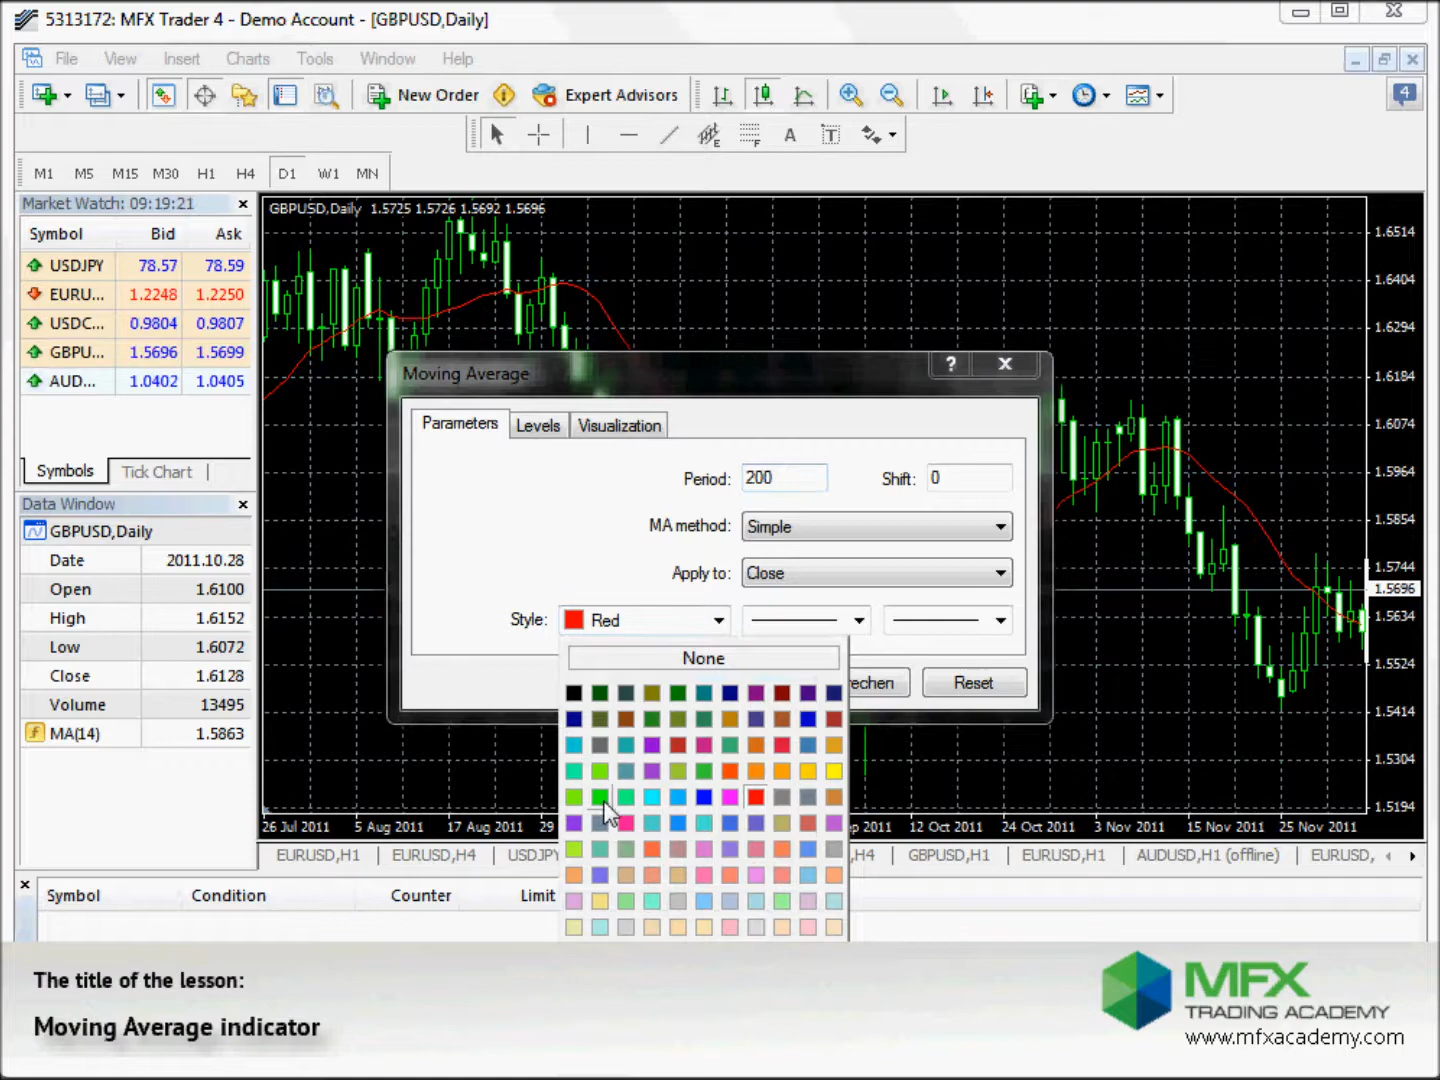 5313172: MFX Trader 4 - Demo Account - [GBPUSD,Daily]
File View Insert Charts Tools Window Help
New Order Expert Advisors 4
E F A T
M1 M5 M15 M30 H1 H4 D1 W1 MN
Market Watch: 09:19:21
Symbol Bid Ask
USDJPY 78.57 78.59
EURU... 1.2248 1.2250
USDC... 0.9804 0.9807
GBPU... 1.5696 1.5699
AUD... 1.0402 1.0405
Symbols Tick Chart
Data Window
GBPUSD,Daily
Date 2011.10.28
Open 1.6100
High 1.6152
Low 1.6072
Close 1.6128
Volume 13495
MA(14) 1.5863
GBPUSD,Daily 1.5725 1.5726 1.5692 1.5696
1.6514
1.6404
1.6294
1.6184
1.6074
1.5964
1.5854
1.5744
1.5696
1.5634
1.5524
1.5414
1.5304
1.5194
Moving Average
Parameters Levels Visualization
Period: 200 Shift: 0
MA method: Simple
Apply to: Close
Style: Red
None
rechen Reset
26 Jul 2011 5 Aug 2011 17 Aug 2011 29 ep 2011 12 Oct 2011 24 Oct 2011 3 Nov 2011 15 Nov 2011 25 Nov 2011
EURUSD,H1 EURUSD,H4 USDJP ,H4 GBPUSD,H1 EURUSD,H1 AUDUSD,H1 (offline) EURUSD,
Symbol Condition Counter Limit
The title of the lesson:
Moving Average indicator
MFX
TRADING ACADEMY
www.mfxacademy.com